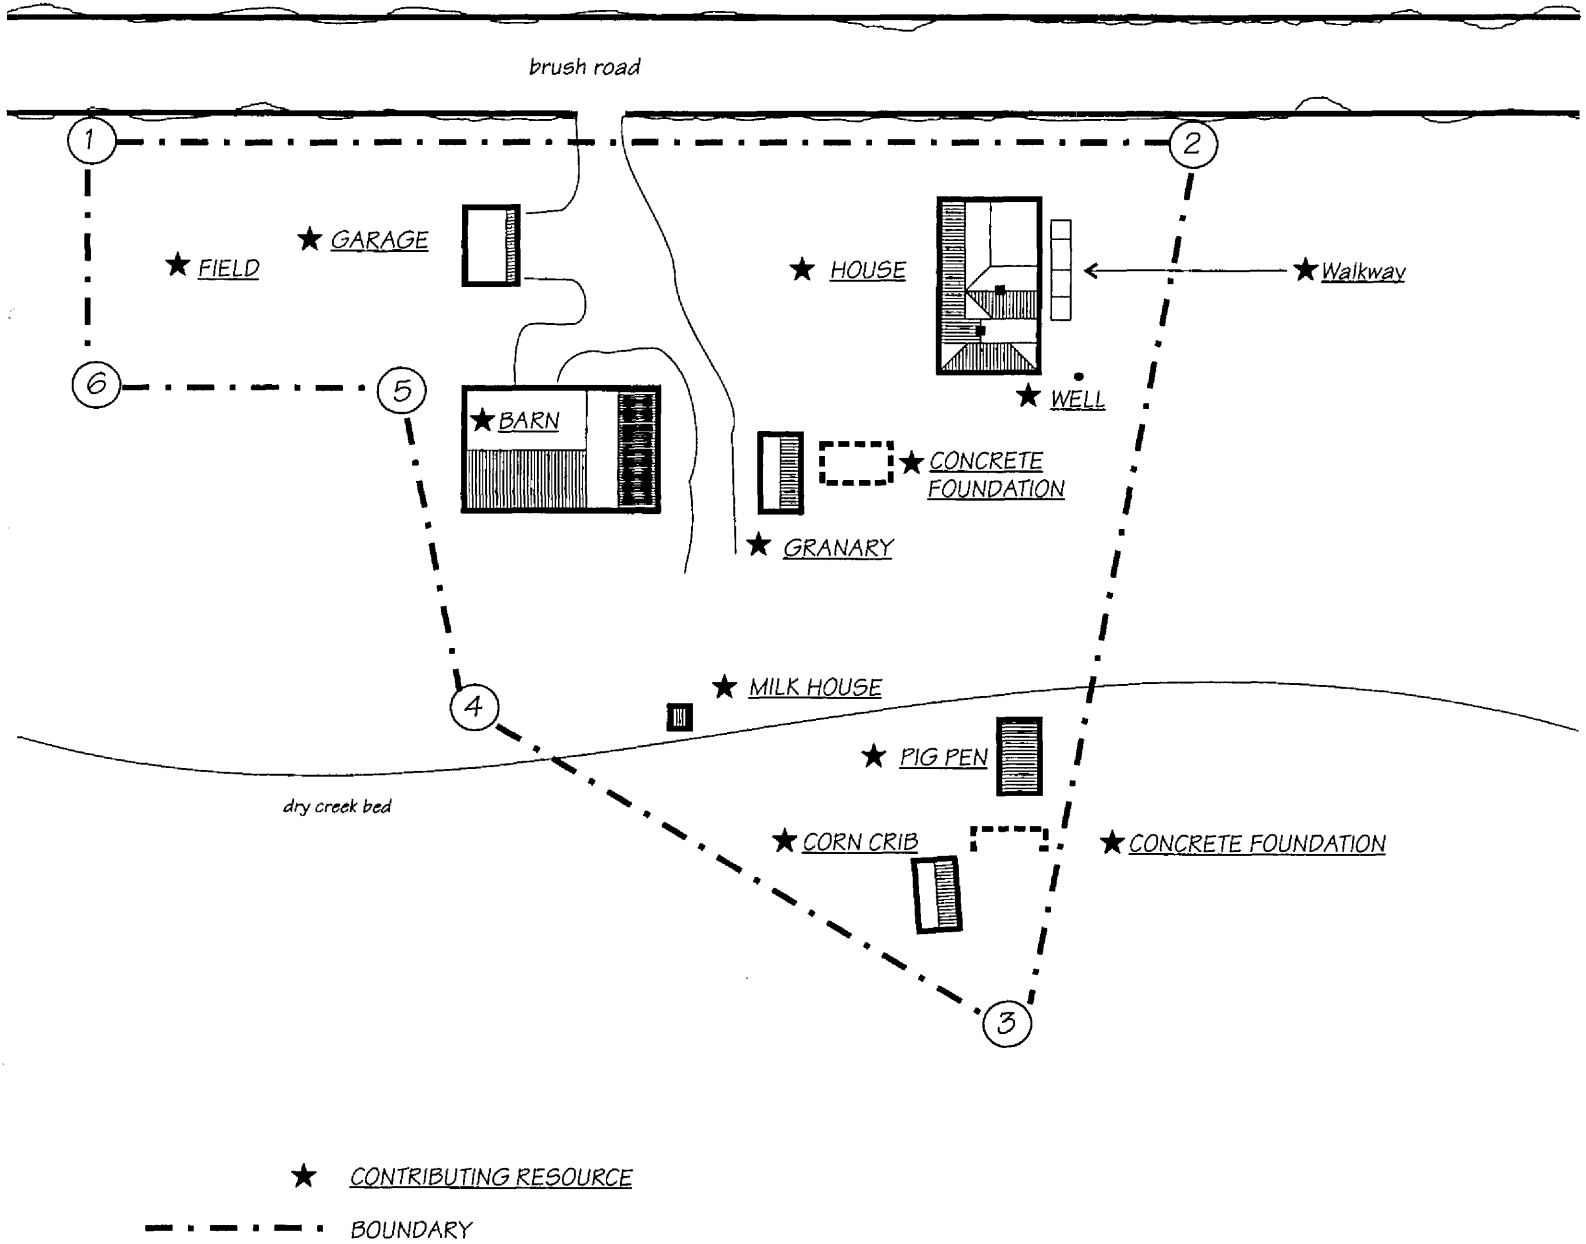 brush road
1
2
GARAGE
FIELD
HOUSE
Walkway
6
5
WELL
BARN
CONCRETE
FOUNDATION
GRANARY
MILK HOUSE
4
PIG PEN
dry creek bed
CORN CRIB
CONCRETE FOUNDATION
3
CONTRIBUTING RESOURCE
BOUNDARY